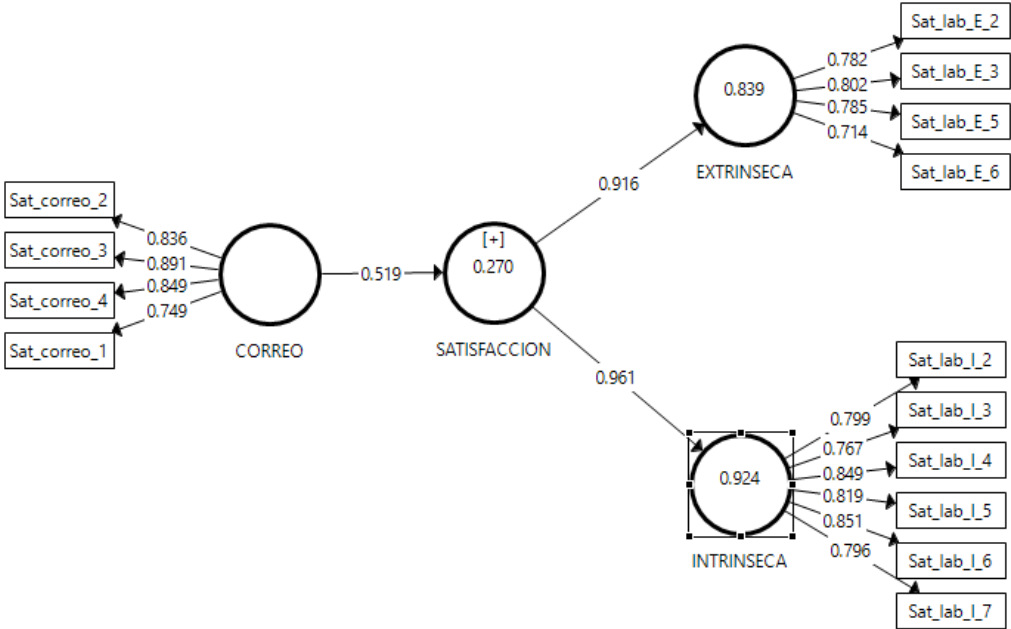 Sat_correo_2
Sat_correo_3
Sat_correo_4
Sat_correo_1
0.836
0.891
0.849
0.749
CORREO
0.519
[+]
0.270
SATISFACCION
0.916
0.961
0.839
EXTRINSECA
0.782
0.802
0.785
0.714
Sat_lab_E_2
Sat_lab_E_3
Sat_lab_E_5
Sat_lab_E_6
0.924
INTRINSECA
0.799
0.767
0.849
0.819
0.851
0.796
Sat_lab_I_2
Sat_lab_I_3
Sat_lab_I_4
Sat_lab_I_5
Sat_lab_I_6
Sat_lab_I_7